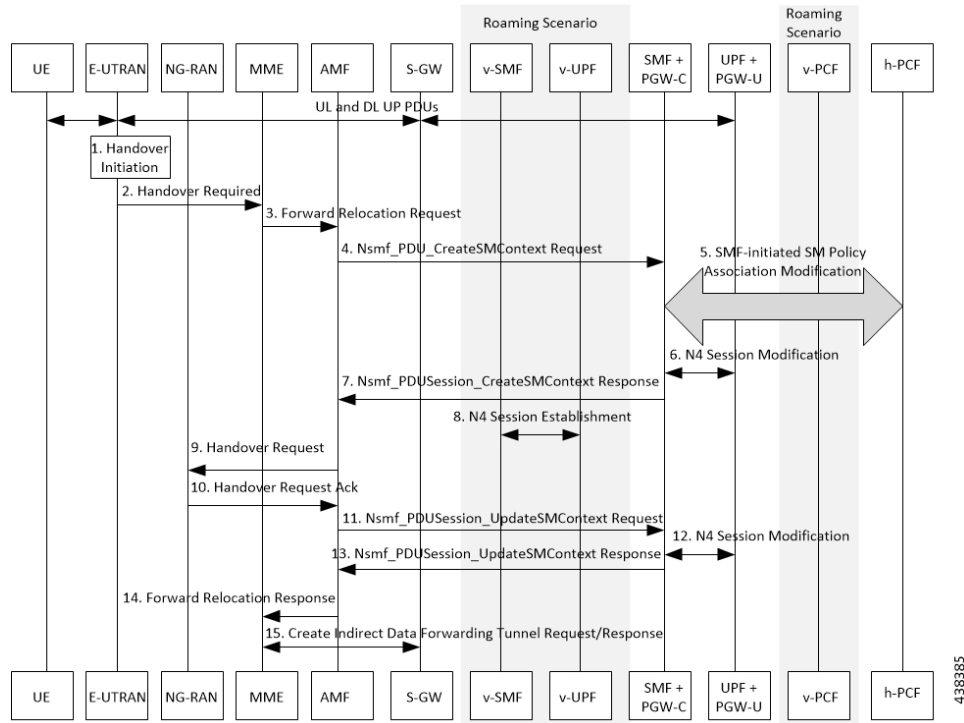 Roaming Scenario
Roaming
Scenario
UE
E-UTRAN
NG-RAN
MME
AMF
S-GW
v-SMF
v-UPF
SMF +
PGW-C
UPF +
PGW-U
v-PCF
h-PCF
UL and DL UP PDUs
1. Handover
Initiation
2. Handover Required
3. Forward Relocation Request
4. Nsmf_PDU_CreateSMContext Request
5. SMF-initiated SM Policy
Association Modification
6. N4 Session Modification
7. Nsmf_PDUSession_CreateSMContext Response
8. N4 Session Establishment
9. Handover Request
10. Handover Request Ack
11. Nsmf_PDUSession_UpdateSMContext Request
12. N4 Session Modification
13. Nsmf_PDUSession_UpdateSMContext Response
14. Forward Relocation Response
15. Create Indirect Data Forwarding Tunnel Request/Response
UE
E-UTRAN
NG-RAN
MME
AMF
S-GW
v-SMF
v-UPF
SMF +
PGW-C
UPF +
PGW-U
v-PCF
h-PCF
438385